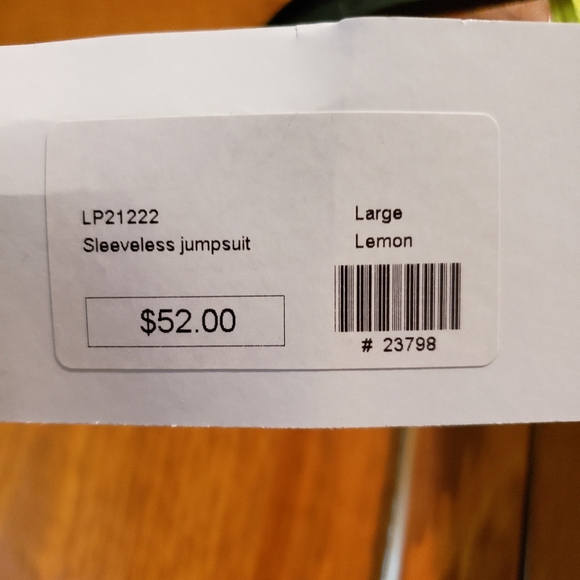 LP21222
Sleeveless jumpsuit
$52.00
Large
Lemon
# 23798